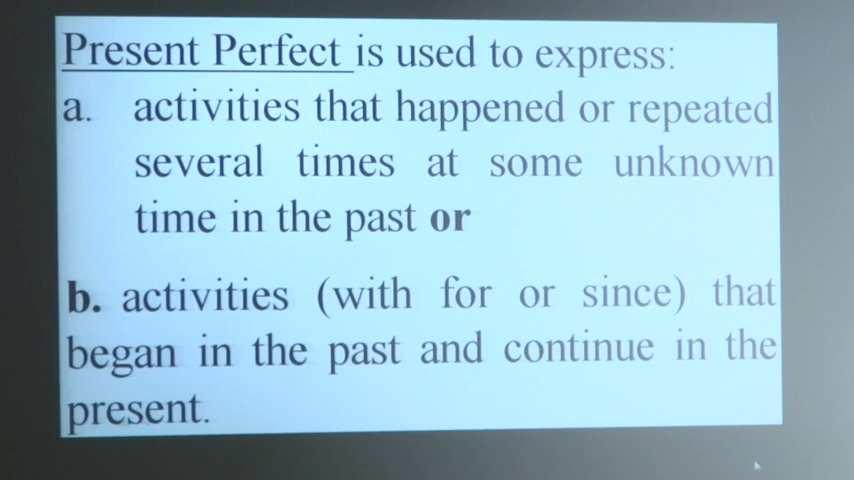 Present Perfect is used to express:
a. activities that happened or repeated
several times at some unknown
time in the past or
b. activities (with for or since) that
began in the past and continue in the
present.